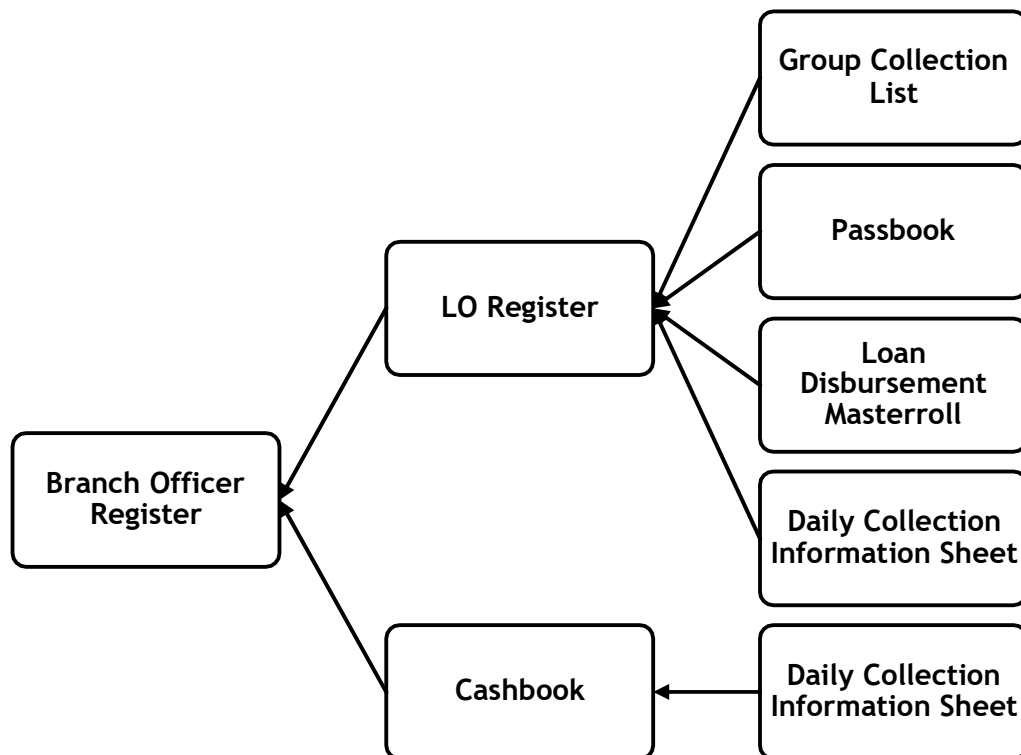 Group Collection
List
Passbook
LO Register
Loan
Disbursement
Masterroll
Branch Officer
Register
Daily Collection
Information Sheet
Cashbook
Daily Collection
Information Sheet